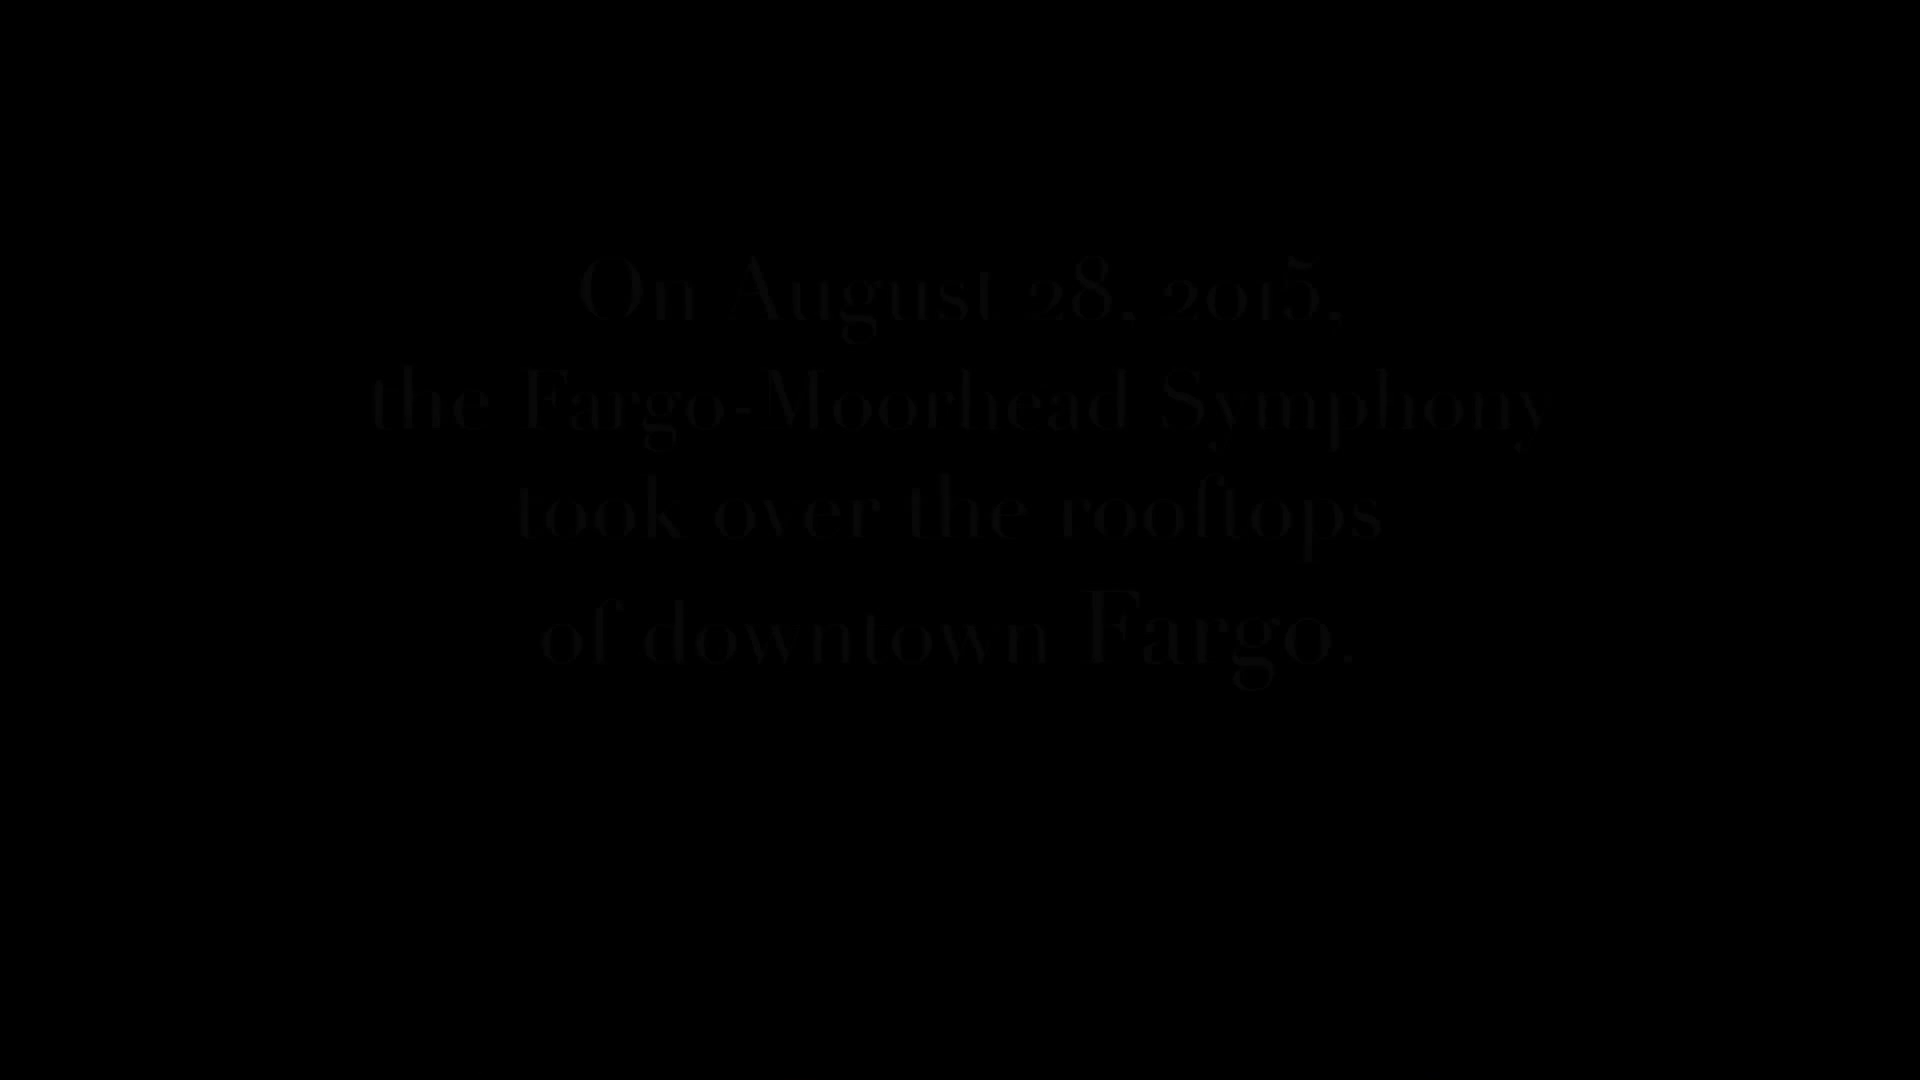 On August 28, 2015,
the Fargo-Moorhead Symphony
took over the rooftops
of downtown Fargo.